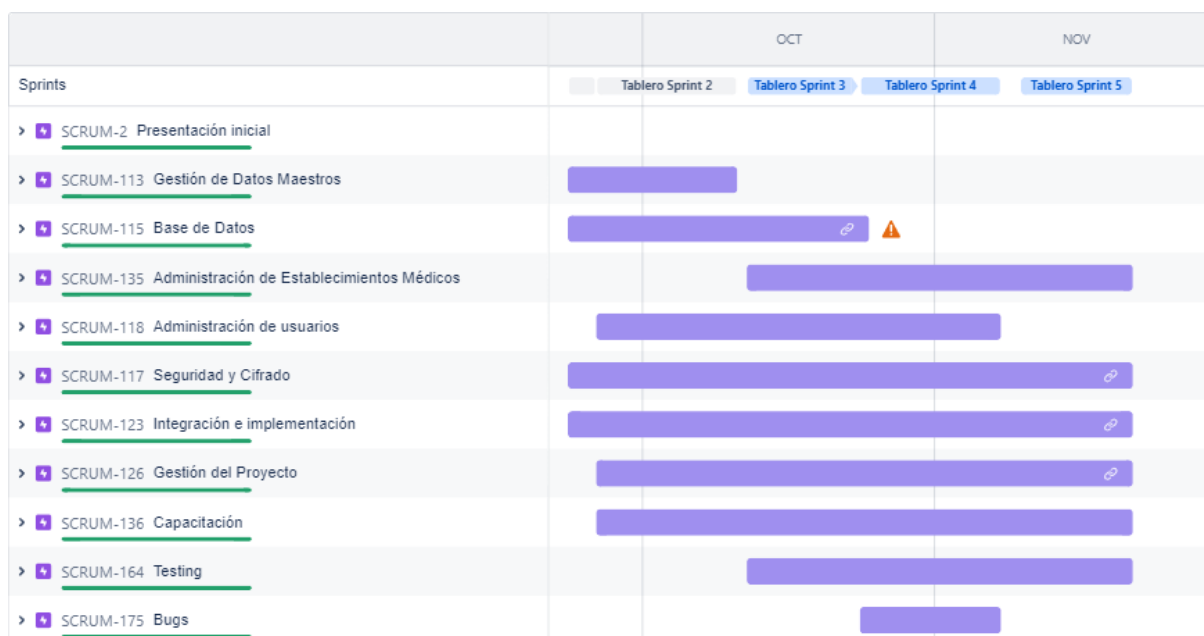 OCT NOV
Sprints Tablero Sprint 2 Tablero Sprint 3 Tablero Sprint 4 Tablero Sprint 5
SCRUM-2 Presentación inicial
SCRUM-113 Gestión de Datos Maestros
SCRUM-115 Base de Datos
SCRUM-135 Administración de Establecimientos Médicos
SCRUM-118 Administración de usuarios
SCRUM-117 Seguridad y Cifrado
SCRUM-123 Integración e implementación
SCRUM-126 Gestión del Proyecto
SCRUM-136 Capacitación
SCRUM-164 Testing
SCRUM-175 Bugs